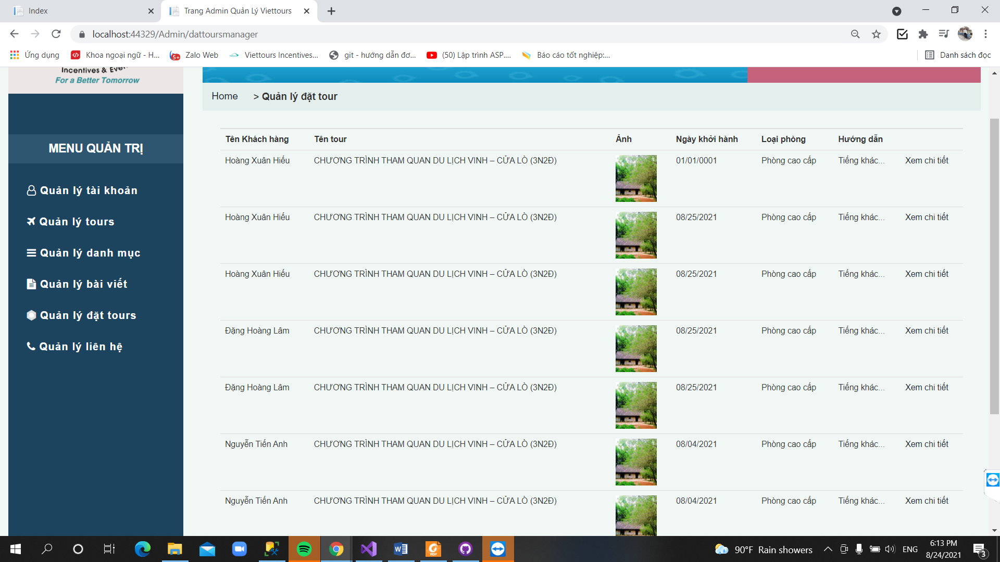 Index
Trang Admin Quản Lý Viettours
localhost:44329/Admin/dattoursmanager
Ứng dụng
Khoa ngoại ngữ - H...
Zalo Web
Viettours Incentives...
git - hướng dẫn đơ...
(50) Lập trình ASP....
Báo cáo tốt nghiệp:...
Danh sách đọc
Incentives & Event
For a Better Tomorrow
MENU QUẢN TRỊ
Quản lý tài khoản
Quản lý tours
Quản lý danh mục
Quản lý bài viết
Quản lý đặt tours
Quản lý liên hệ
Home > Quản lý đặt tour
Tên Khách hàng Tên tour Ảnh Ngày khởi hành Loại phòng Hướng dẫn
Hoàng Xuân Hiếu CHƯƠNG TRÌNH THAM QUAN DU LỊCH VINH – CỬA LÒ (3N2Đ) 01/01/0001 Phòng cao cấp Tiếng khác... Xem chi tiết
Hoàng Xuân Hiếu CHƯƠNG TRÌNH THAM QUAN DU LỊCH VINH – CỬA LÒ (3N2Đ) 08/25/2021 Phòng cao cấp Tiếng khác... Xem chi tiết
Hoàng Xuân Hiếu CHƯƠNG TRÌNH THAM QUAN DU LỊCH VINH – CỬA LÒ (3N2Đ) 08/25/2021 Phòng cao cấp Tiếng khác... Xem chi tiết
Đặng Hoàng Lâm CHƯƠNG TRÌNH THAM QUAN DU LỊCH VINH – CỬA LÒ (3N2Đ) 08/25/2021 Phòng cao cấp Tiếng khác... Xem chi tiết
Đặng Hoàng Lâm CHƯƠNG TRÌNH THAM QUAN DU LỊCH VINH – CỬA LÒ (3N2Đ) 08/25/2021 Phòng cao cấp Tiếng khác... Xem chi tiết
Nguyễn Tiến Anh CHƯƠNG TRÌNH THAM QUAN DU LỊCH VINH – CỬA LÒ (3N2Đ) 08/04/2021 Phòng cao cấp Tiếng khác... Xem chi tiết
Nguyễn Tiến Anh CHƯƠNG TRÌNH THAM QUAN DU LỊCH VINH – CỬA LÒ (3N2Đ) 08/04/2021 Phòng cao cấp Tiếng khác... Xem chi tiết
90°F Rain showers
ENG
6:13 PM
8/24/2021
3